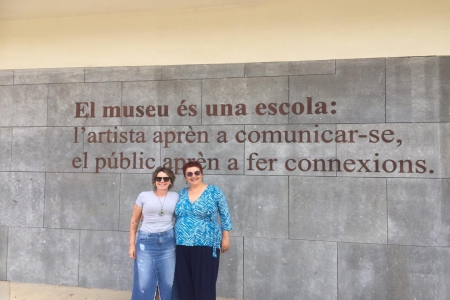 El museu és una escola:
l'artista aprèn a comunicar-se,
el públic aprèn a fer connexions.